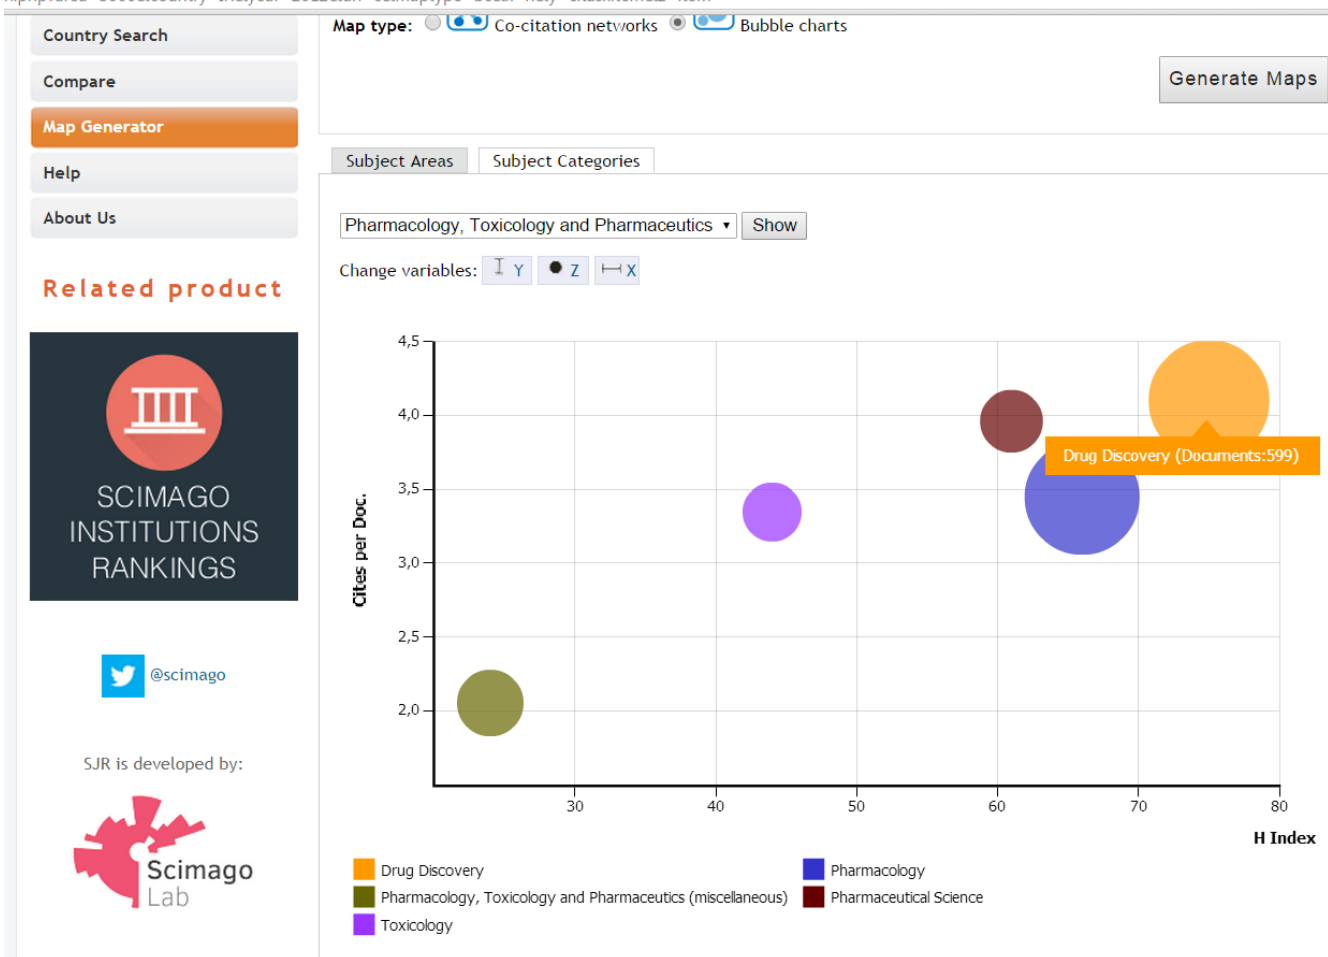 Map type: Co-citation networks Bubble charts
Generate Maps
Country Search
Compare
Map Generator
Help
About Us
Related product
SCIMAGO
INSTITUTIONS
RANKINGS
@scimago
SJR is developed by:
Scimago
Lab
Subject Areas Subject Categories
Pharmacology, Toxicology and Pharmaceutics Show
Change variables: Y Z X
4,5
4,0
3,5
3,0
2,5
2,0
Cites per Doc.
Drug Discovery (Documents:599)
30 40 50 60 70 80
H Index
Drug Discovery Pharmacology
Pharmacology, Toxicology and Pharmaceutics (miscellaneous) Pharmaceutical Science
Toxicology